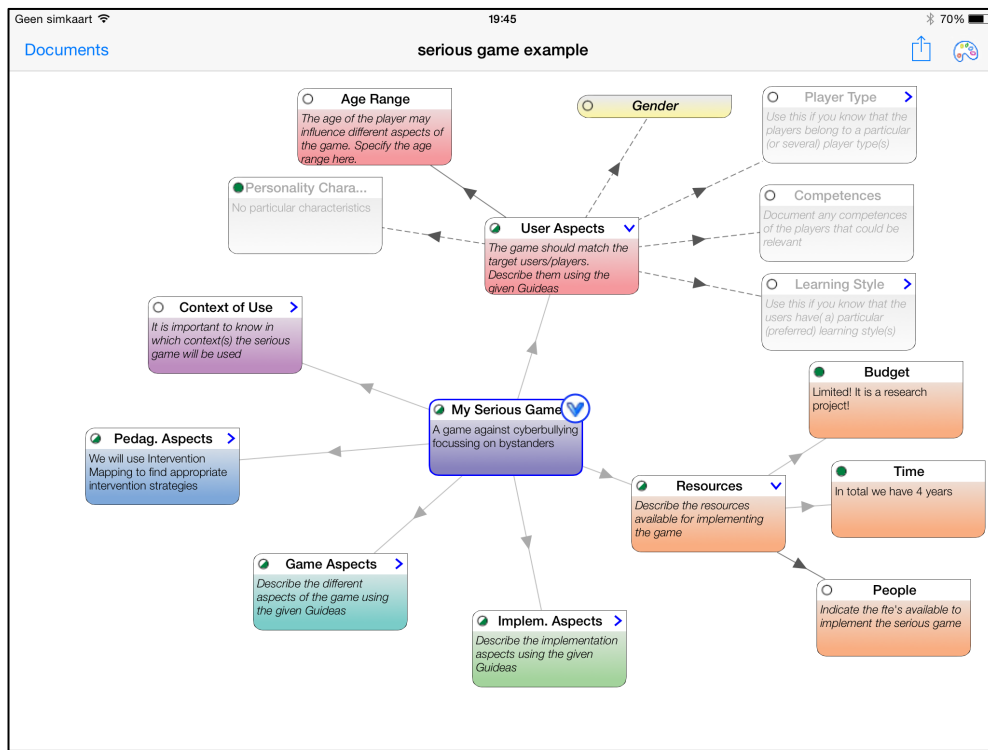 Geen simkaart
19:45
70%
Documents
serious game example
Age Range
The age of the player may
influence different aspects of
the game. Specify the age
range here.
Gender
Player Type
Use this if you know that the
players belong to a particular
(or several) player type(s)
Personality Chara...
No particular characteristics
Competences
Document any competences
of the players that could be
relevant
User Aspects
The game should match the
target users/players.
Describe them using the
given Guideas
Learning Style
Use this if you know that the
users have( a) particular
(preferred) learning style(s)
Context of Use
It is important to know in
which context(s) the serious
game will be used
Budget
Limited! It is a research
project!
My Serious Game
A game against cyberbullying
focussing on bystanders
Pedag. Aspects
We will use Intervention
Mapping to find appropriate
intervention strategies
Time
In total we have 4 years
Resources
Describe the resources
available for implementing
the game
Game Aspects
Describe the different
aspects of the game using
the given Guideas
People
Indicate the fte's available to
implement the serious game
Implem. Aspects
Describe the implementation
aspects using the given
Guideas